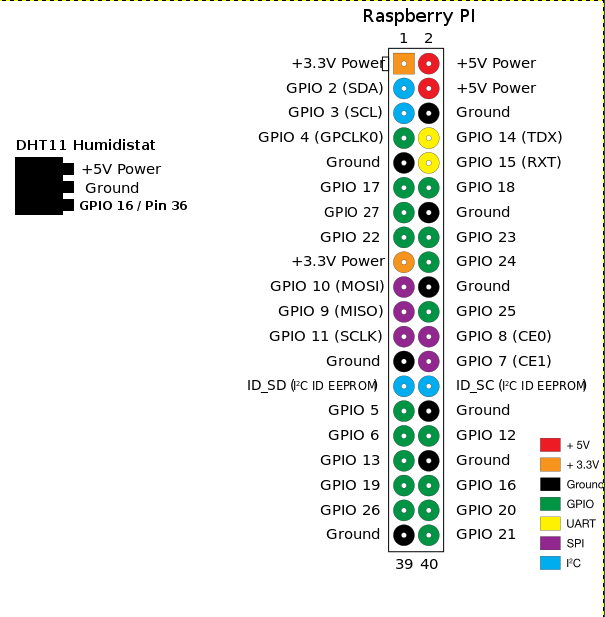 Raspberry PI
1 2
+3.3V Power +5V Power
GPIO 2 (SDA) +5V Power
GPIO 3 (SCL) Ground
GPIO 4 (GPCLK0) GPIO 14 (TDX)
Ground GPIO 15 (RXT)
GPIO 17 GPIO 18
GPIO 27 Ground
GPIO 22 GPIO 23
+3.3V Power GPIO 24
GPIO 10 (MOSI) Ground
GPIO 9 (MISO) GPIO 25
GPIO 11 (SCLK) GPIO 8 (CE0)
Ground GPIO 7 (CE1)
ID_SD (I²C ID EEPROM) ID_SC (I²C ID EEPROM)
GPIO 5 Ground
GPIO 6 GPIO 12
GPIO 13 Ground
GPIO 19 GPIO 16
GPIO 26 GPIO 20
Ground GPIO 21
39 40
DHT11 Humidistat
+5V Power
Ground
GPIO 16 / Pin 36
+ 5V
+ 3.3V
Ground
GPIO
UART
SPI
I²C